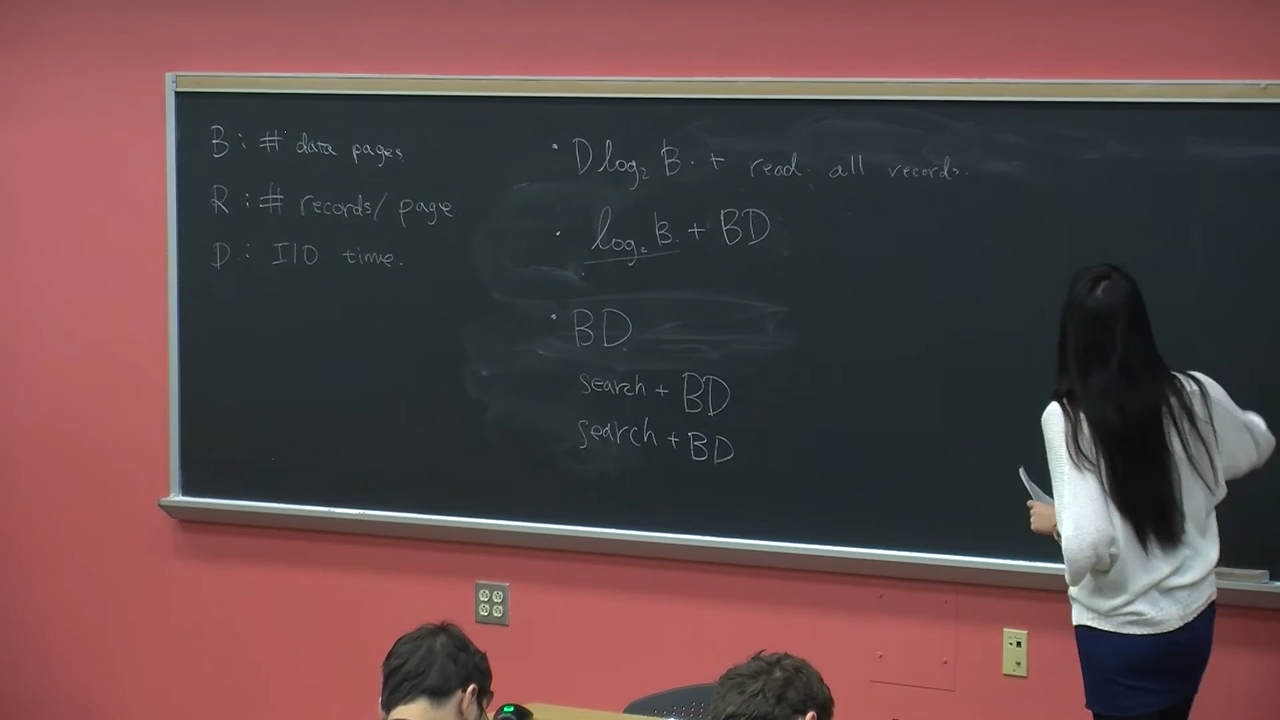 B : # data pages
R : # records/ page
D : I/O time.
· D log₂ B. + read all records.
· log₂ B. + BD
· BD
search + BD
search + BD